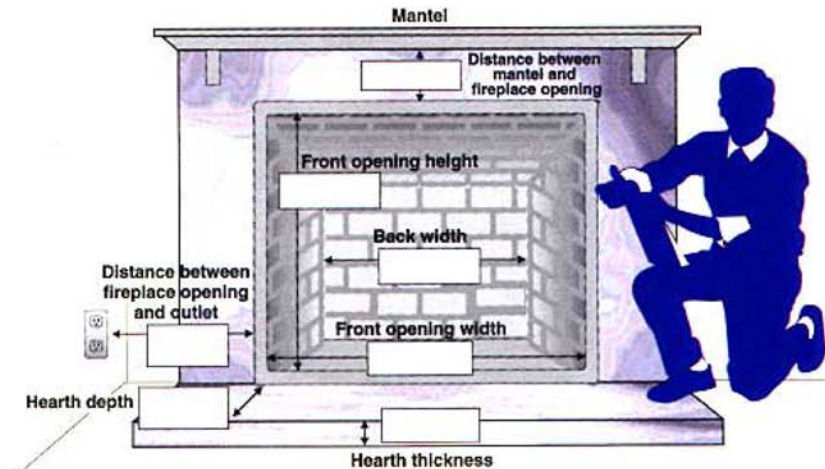 Mantel
Distance between
mantel and
fireplace opening
Front opening height
Back width
Distance between
fireplace opening
and outlet
Front opening width
Hearth depth
Hearth thickness